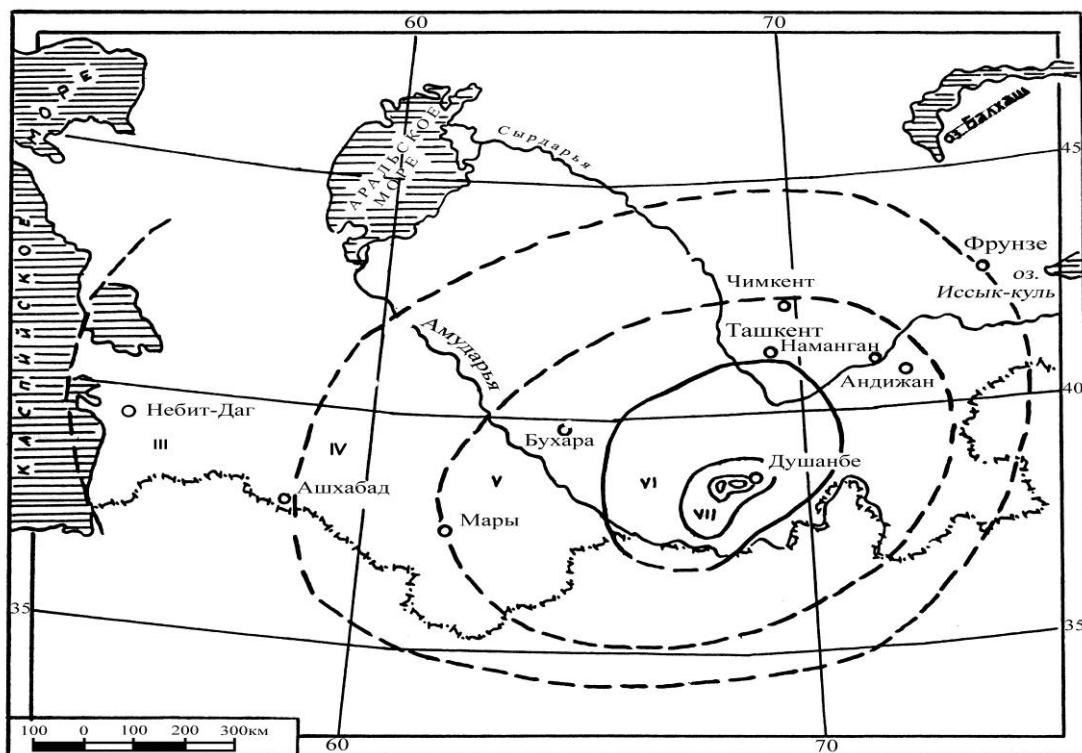 60
70
МОРЕ
оз. Балхаш
45
Сырдарья
АРАЛЬСКОЕ
МОРЕ
КАСПИЙСКОЕ
Фрунзе
оз.
Иссык-куль
Чимкент
Ташкент
Наманган
Андижан
Амударья
40
Небит-Даг
III
IV
Бухара
V
VI
Душанбе
VII
Ашхабад
Мары
35
35
100 0 100 200 300км
60
70